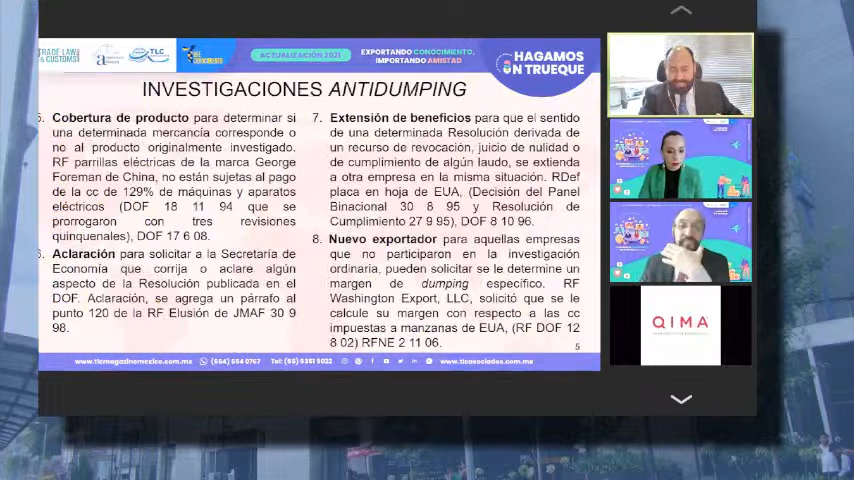 TRADE LAW
& CUSTOMS
TLC
ACTUALIZACIÓN 2021
EXPORTANDO CONOCIMIENTO,
IMPORTANDO AMISTAD
HAGAMOS
UN TRUEQUE
INVESTIGACIONES ANTIDUMPING
Cobertura de producto para determinar si
una determinada mercancía corresponde o
no al producto originalmente investigado.
RF parrillas eléctricas de la marca George
Foreman de China, no están sujetas al pago
de la cc de 129% de máquinas y aparatos
eléctricos (DOF 18 11 94 que se
prorrogaron con tres revisiones
quinquenales), DOF 17 6 08.
Aclaración para solicitar a la Secretaría de
Economía que corrija o aclare algún
aspecto de la Resolución publicada en el
DOF. Aclaración, se agrega un párrafo al
punto 120 de la RF Elusión de JMAF 30 9
98.
7. Extensión de beneficios para que el sentido
de una determinada Resolución derivada de
un recurso de revocación, juicio de nulidad o
de cumplimiento de algún laudo, se extienda
a otra empresa en la misma situación. RDef
placa en hoja de EUA, (Decisión del Panel
Binacional 30 8 95 y Resolución de
Cumplimiento 27 9 95), DOF 8 10 96.
8. Nuevo exportador para aquellas empresas
que no participaron en la investigación
ordinaria, pueden solicitar se le determine un
margen de dumping específico. RF
Washington Export, LLC, solicitó que se le
calcule su margen con respecto a las cc
impuestas a manzanas de EUA, (RF DOF 12
8 02) RFNE 2 11 06.
5
www.tlcmagazinemexico.com.mx
(664) 664 0767
Tel: (55) 5351 5022
www.tlcasociados.com.mx
QIMA